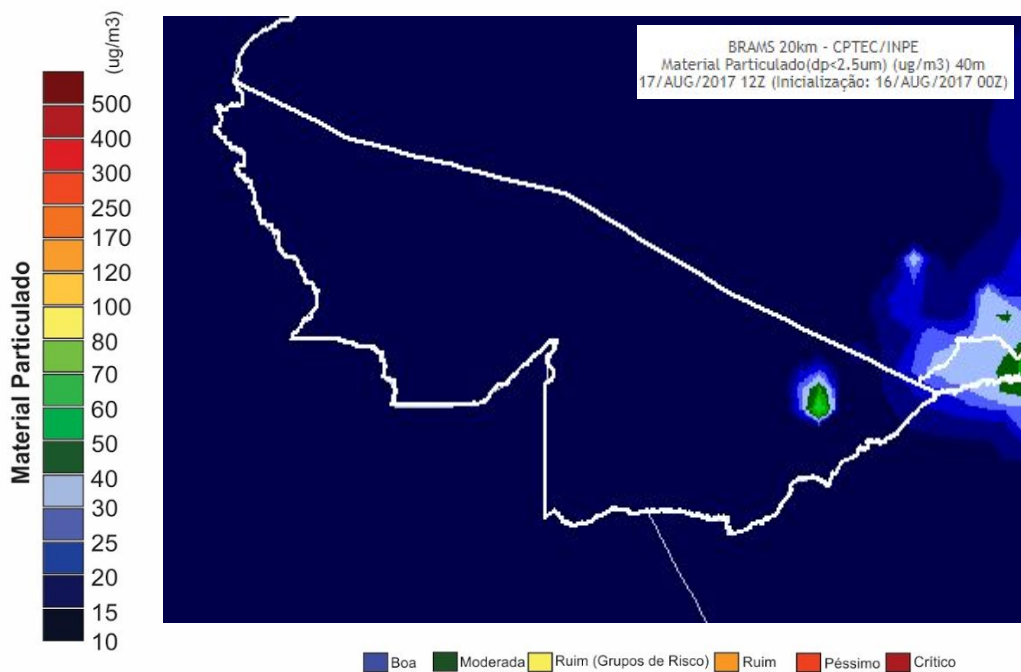 (ug/m3)
BRAMS 20km - CPTEC/INPE
Material Particulado(dp<2.5um) (ug/m3) 40m
17/AUG/2017 12Z (Inicialização: 16/AUG/2017 00Z)
Material Particulado
500
400
300
250
170
120
100
80
70
60
50
40
30
25
20
15
10
Boa
Moderada
Ruim (Grupos de Risco)
Ruim
Péssimo
Crítico